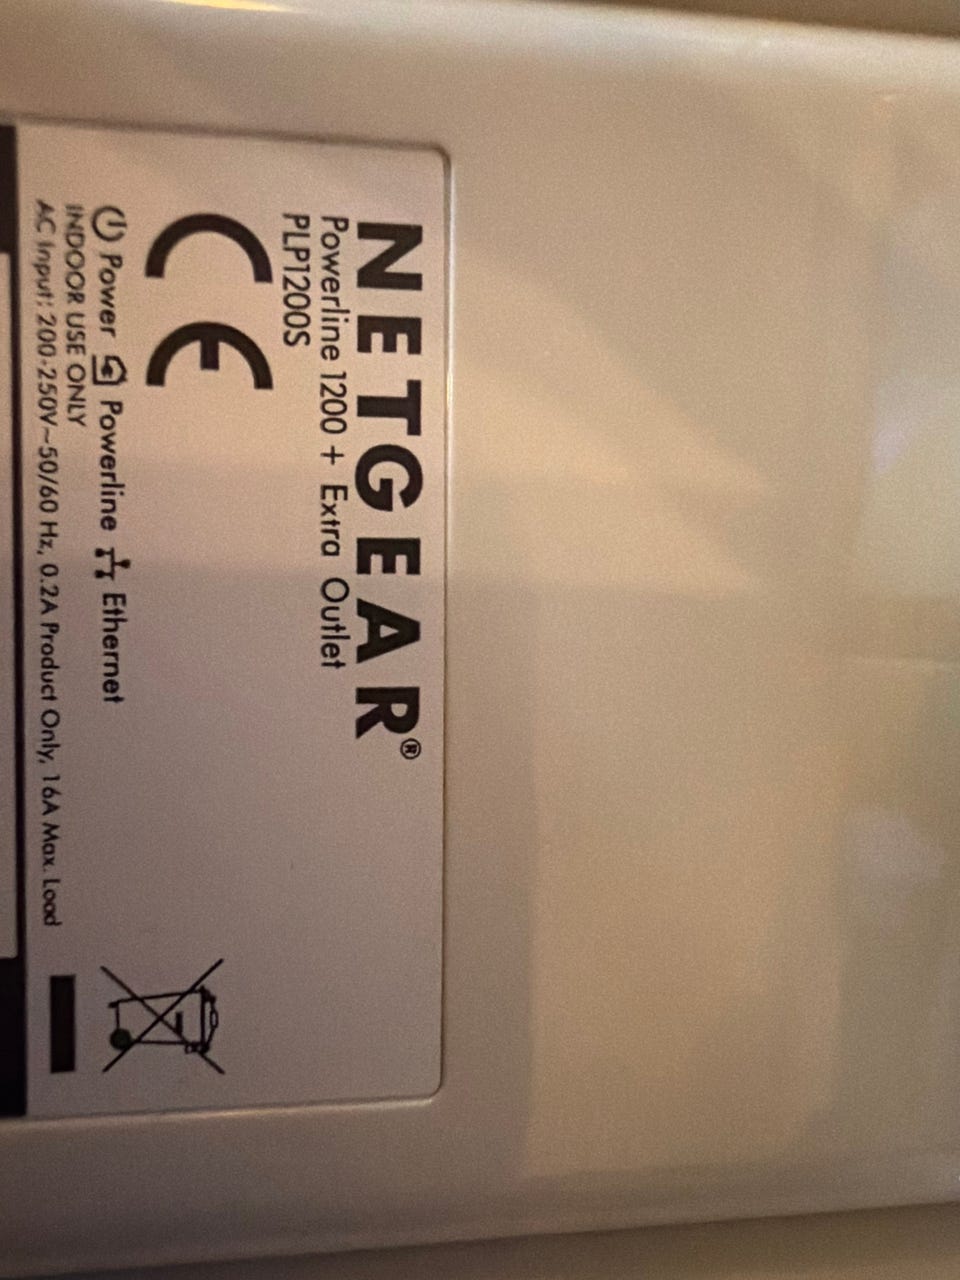 NETGEAR®
Powerline 1200 + Extra Outlet
PLP1200S
CE
Power Powerline Ethernet
INDOOR USE ONLY
AC Input: 200-250V~50/60 Hz, 0.2A Product Only, 16A Max. Load